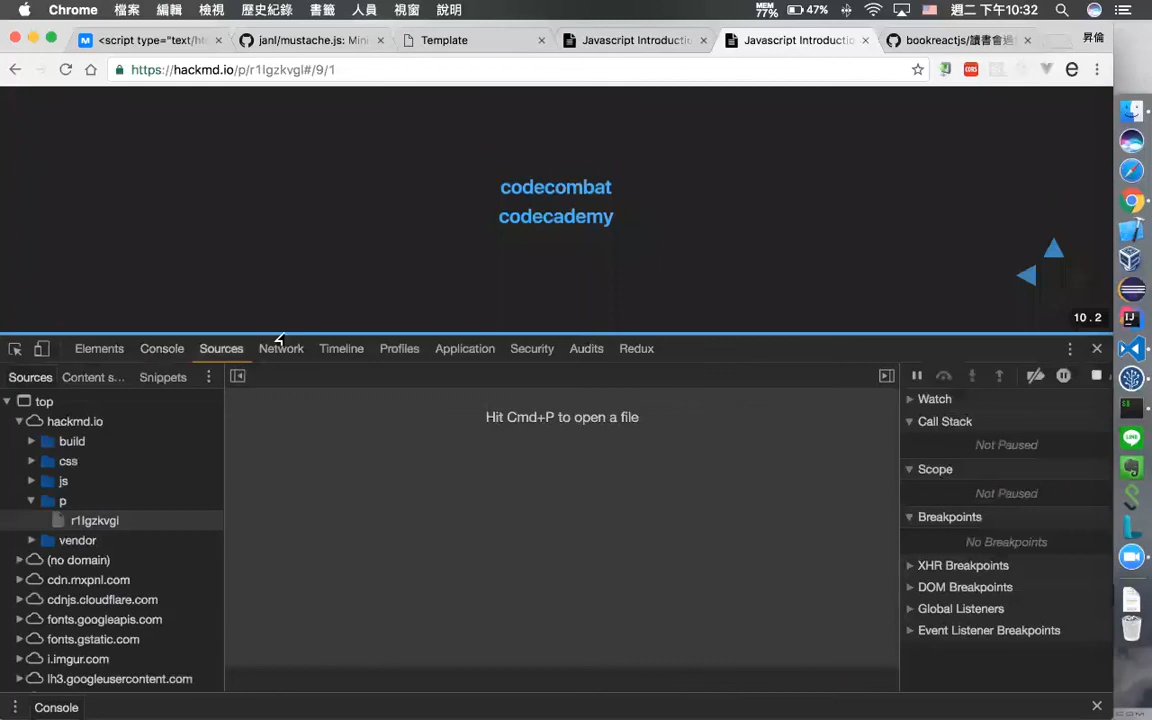 Chrome 檔案 編輯 檢視 歷史紀錄 書籤 人員 視窗 說明 MEM 77% 47% 週二 下午10:32
<script type="text/ht janl/mustache.js: Mini Template Javascript Introductio Javascript Introductio bookreactjs/讀書會過 昇倫
https://hackmd.io/p/r1Igzkvgl#/9/1
codecombat
codecademy
10 . 2
Elements Console Sources Network Timeline Profiles Application Security Audits Redux
Sources Content s... Snippets
top
hackmd.io
build
css
js
p
r1Igzkvgl
vendor
(no domain)
cdn.mxpnl.com
cdnjs.cloudflare.com
fonts.googleapis.com
fonts.gstatic.com
i.imgur.com
lh3.googleusercontent.com
Hit Cmd+P to open a file
Watch
Call Stack
Not Paused
Scope
Not Paused
Breakpoints
No Breakpoints
XHR Breakpoints
DOM Breakpoints
Global Listeners
Event Listener Breakpoints
Console